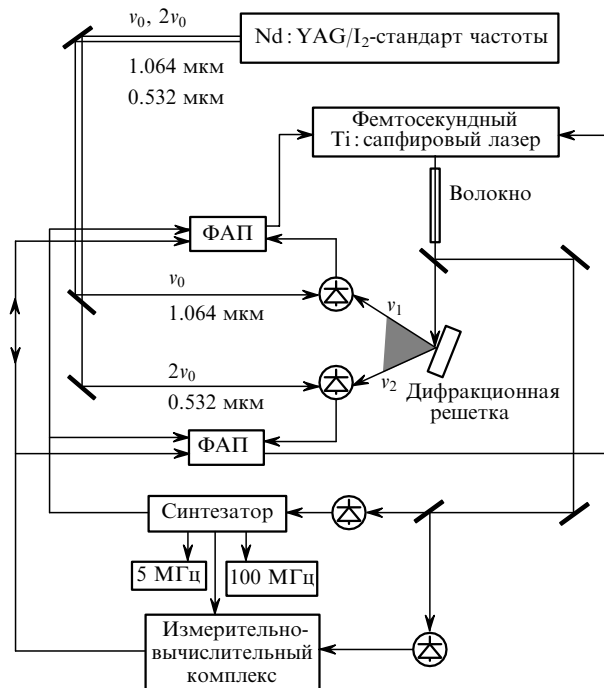 ν₀, 2ν₀
Nd : YAG/I₂-стандарт частоты
1.064 мкм
0.532 мкм
Фемтосекундный
Ti : сапфировый лазер
Волокно
ФАП
ν₀
1.064 мкм
ν₁
2ν₀
0.532 мкм
ν₂
Дифракционная
решетка
ФАП
Синтезатор
5 МГц
100 МГц
Измерительно-
вычислительный
комплекс